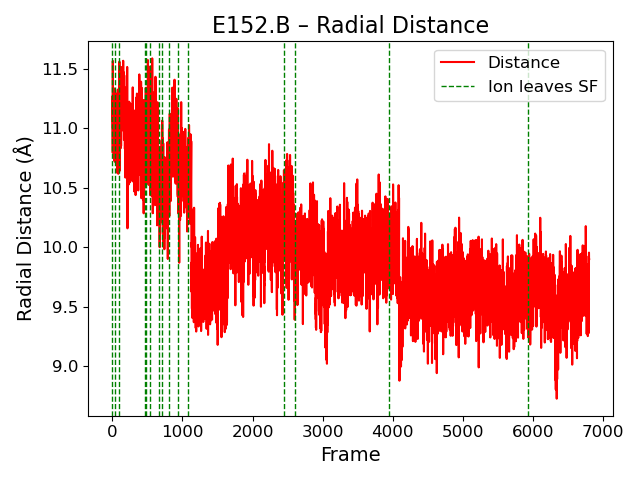 E152.B – Radial Distance
Radial Distance (Å)
11.5
11.0
10.5
10.0
9.5
9.0
Distance
Ion leaves SF
0
1000
2000
3000
4000
5000
6000
7000
Frame